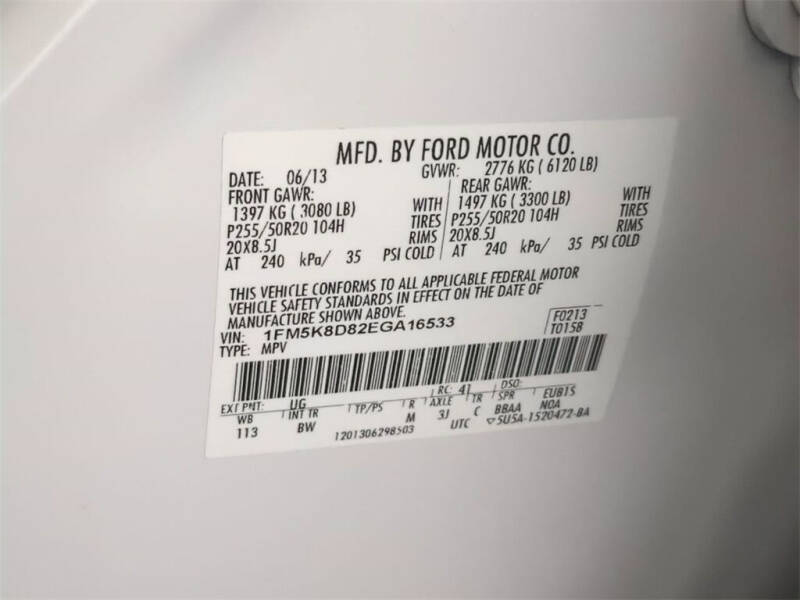 MFD. BY FORD MOTOR CO.
DATE: 06/13 GVWR: 2776 KG ( 6120 LB)
FRONT GAWR: REAR GAWR:
1397 KG ( 3080 LB) WITH 1497 KG ( 3300 LB) WITH
P255/50R20 104H TIRES P255/50R20 104H TIRES
20X8.5J RIMS 20X8.5J RIMS
AT 240 kPa/ 35 PSI COLD AT 240 kPa/ 35 PSI COLD
THIS VEHICLE CONFORMS TO ALL APPLICABLE FEDERAL MOTOR
VEHICLE SAFETY STANDARDS IN EFFECT ON THE DATE OF
MANUFACTURE SHOWN ABOVE.
VIN: 1FM5K8D82EGA16533 F0213
TYPE: MPV T0158
EXT PNT: UG RC: 41 DSO:
WB INT TR TP/PS R AXLE TR SPR EUB1S
113 BW M 3J C BBAA NOA
1201306298503 UTC ▽5U5A-1520472-BA